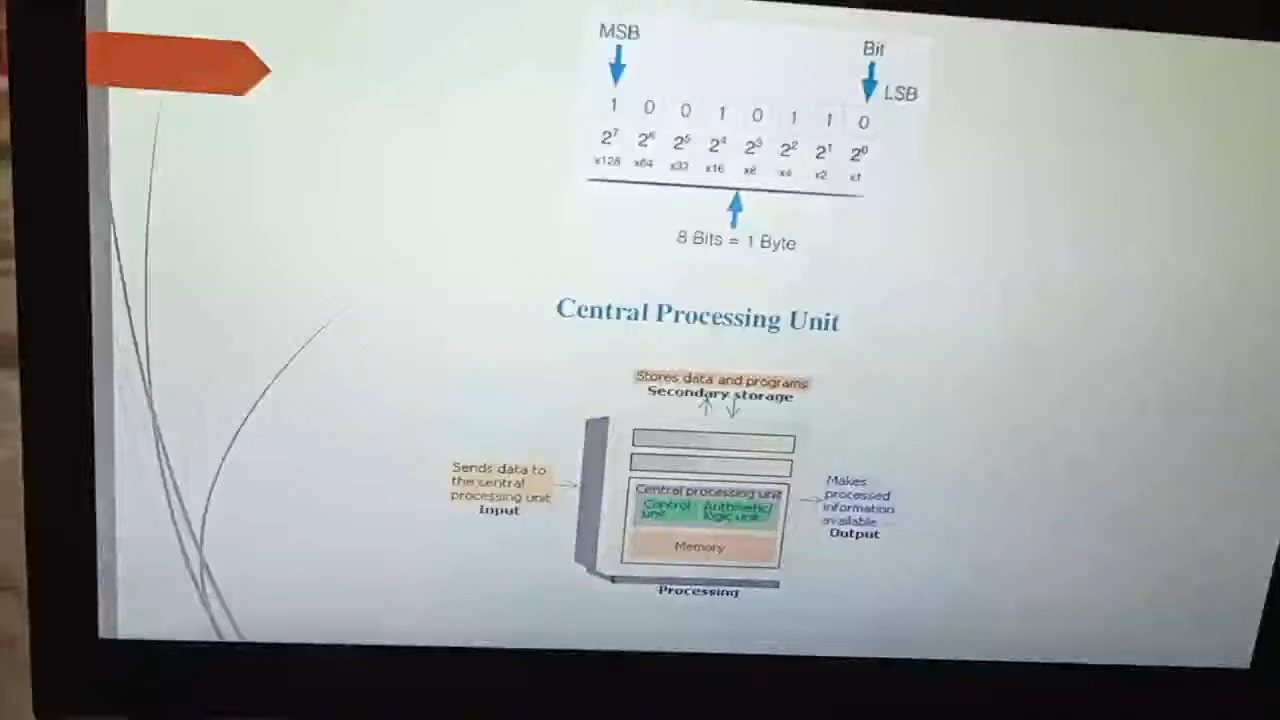 MSB
Bit
LSB
1 0 0 1 0 1 1 0
2⁷ 2⁶ 2⁵ 2⁴ 2³ 2² 2¹ 2⁰
x128 x64 x32 x16 x8 x4 x2 x1
8 Bits = 1 Byte
Central Processing Unit
Stores data and programs
Secondary storage
Sends data to
the central
processing unit
Input
Central processing unit
Control
unit
Arithmetic/
logic unit
Memory
Processing
Makes
processed
information
available
Output